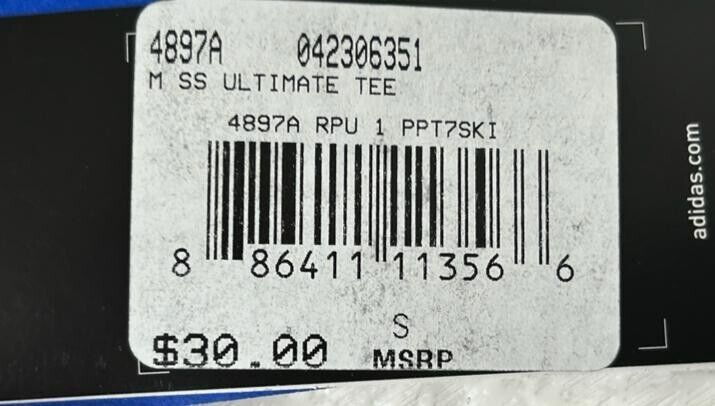 4897A 042306351
M SS ULTIMATE TEE
4897A RPU 1 PPT7SKI
8 86411 11356 6
S
$30.00 MSRP
adidas.com